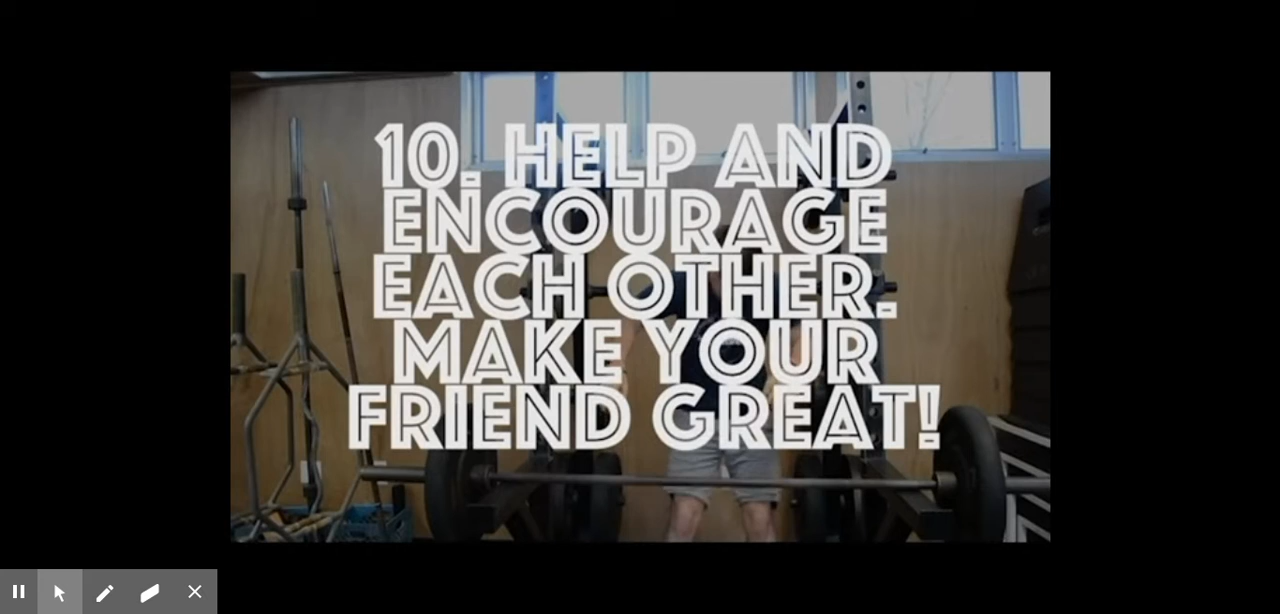 10. HELP AND
ENCOURAGE
EACH OTHER.
MAKE YOUR
FRIEND GREAT!